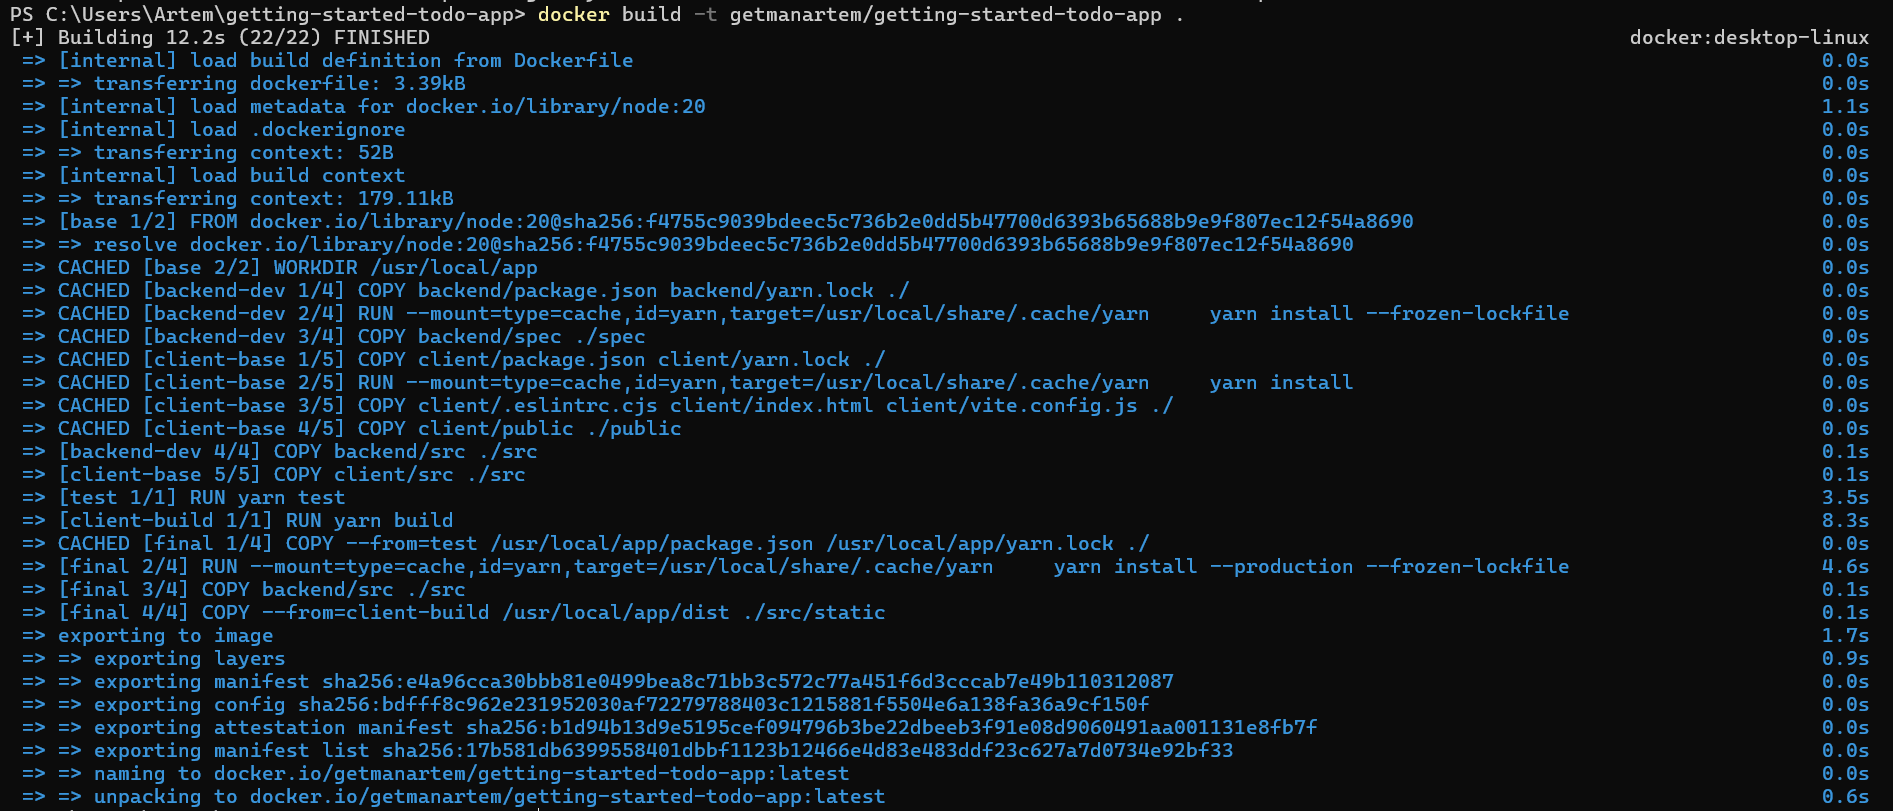 PS C:\Users\Artem\getting-started-todo-app> docker build -t getmanartem/getting-started-todo-app .
[+] Building 12.2s (22/22) FINISHED docker:desktop-linux
=> [internal] load build definition from Dockerfile 0.0s
=> => transferring dockerfile: 3.39kB 0.0s
=> [internal] load metadata for docker.io/library/node:20 1.1s
=> [internal] load .dockerignore 0.0s
=> => transferring context: 52B 0.0s
=> [internal] load build context 0.0s
=> => transferring context: 179.11kB 0.0s
=> [base 1/2] FROM docker.io/library/node:20@sha256:f4755c9039bdeec5c736b2e0dd5b47700d6393b65688b9e9f807ec12f54a8690 0.0s
=> => resolve docker.io/library/node:20@sha256:f4755c9039bdeec5c736b2e0dd5b47700d6393b65688b9e9f807ec12f54a8690 0.0s
=> CACHED [base 2/2] WORKDIR /usr/local/app 0.0s
=> CACHED [backend-dev 1/4] COPY backend/package.json backend/yarn.lock ./ 0.0s
=> CACHED [backend-dev 2/4] RUN --mount=type=cache,id=yarn,target=/usr/local/share/.cache/yarn     yarn install --frozen-lockfile 0.0s
=> CACHED [backend-dev 3/4] COPY backend/spec ./spec 0.0s
=> CACHED [client-base 1/5] COPY client/package.json client/yarn.lock ./ 0.0s
=> CACHED [client-base 2/5] RUN --mount=type=cache,id=yarn,target=/usr/local/share/.cache/yarn     yarn install 0.0s
=> CACHED [client-base 3/5] COPY client/.eslintrc.cjs client/index.html client/vite.config.js ./ 0.0s
=> CACHED [client-base 4/5] COPY client/public ./public 0.0s
=> [backend-dev 4/4] COPY backend/src ./src 0.1s
=> [client-base 5/5] COPY client/src ./src 0.1s
=> [test 1/1] RUN yarn test 3.5s
=> [client-build 1/1] RUN yarn build 8.3s
=> CACHED [final 1/4] COPY --from=test /usr/local/app/package.json /usr/local/app/yarn.lock ./ 0.0s
=> [final 2/4] RUN --mount=type=cache,id=yarn,target=/usr/local/share/.cache/yarn     yarn install --production --frozen-lockfile 4.6s
=> [final 3/4] COPY backend/src ./src 0.1s
=> [final 4/4] COPY --from=client-build /usr/local/app/dist ./src/static 0.1s
=> exporting to image 1.7s
=> => exporting layers 0.9s
=> => exporting manifest sha256:e4a96cca30bbb81e0499bea8c71bb3c572c77a451f6d3cccab7e49b110312087 0.0s
=> => exporting config sha256:bdfff8c962e231952030af72279788403c1215881f5504e6a138fa36a9cf150f 0.0s
=> => exporting attestation manifest sha256:b1d94b13d9e5195cef094796b3be22dbeeb3f91e08d9060491aa001131e8fb7f 0.0s
=> => exporting manifest list sha256:17b581db6399558401dbbf1123b12466e4d83e483ddf23c627a7d0734e92bf33 0.0s
=> => naming to docker.io/getmanartem/getting-started-todo-app:latest 0.0s
=> => unpacking to docker.io/getmanartem/getting-started-todo-app:latest 0.6s